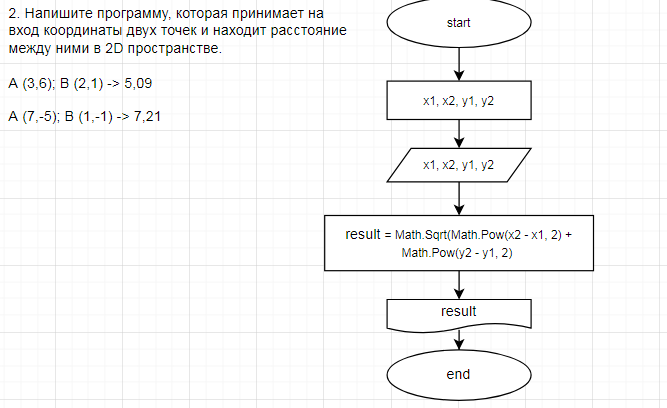 2. Напишите программу, которая принимает на
вход координаты двух точек и находит расстояние
между ними в 2D пространстве.
A (3,6); B (2,1) -> 5,09
A (7,-5); B (1,-1) -> 7,21
start
x1, x2, y1, y2
x1, x2, y1, y2
result = Math.Sqrt(Math.Pow(x2 - x1, 2) +
Math.Pow(y2 - y1, 2)
result
end